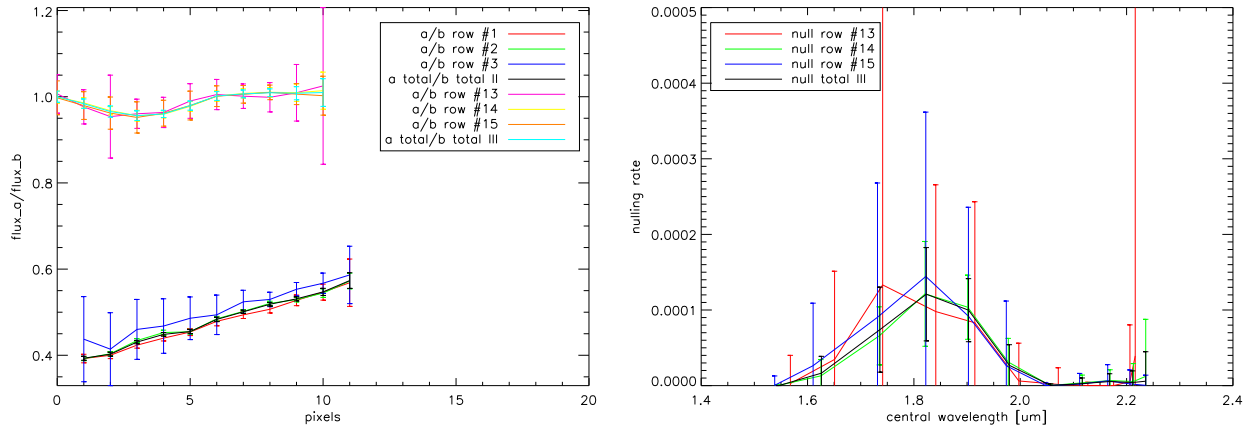 1.2
1.0
0.8
0.6
0.4
flux_a/flux_b
0
5
10
15
20
pixels
a/b row #1
a/b row #2
a/b row #3
a total/b total II
a/b row #13
a/b row #14
a/b row #15
a total/b total III
0.0005
0.0004
0.0003
0.0002
0.0001
0.0000
nulling rate
1.4
1.6
1.8
2.0
2.2
2.4
central wavelength [um]
null row #13
null row #14
null row #15
null total III